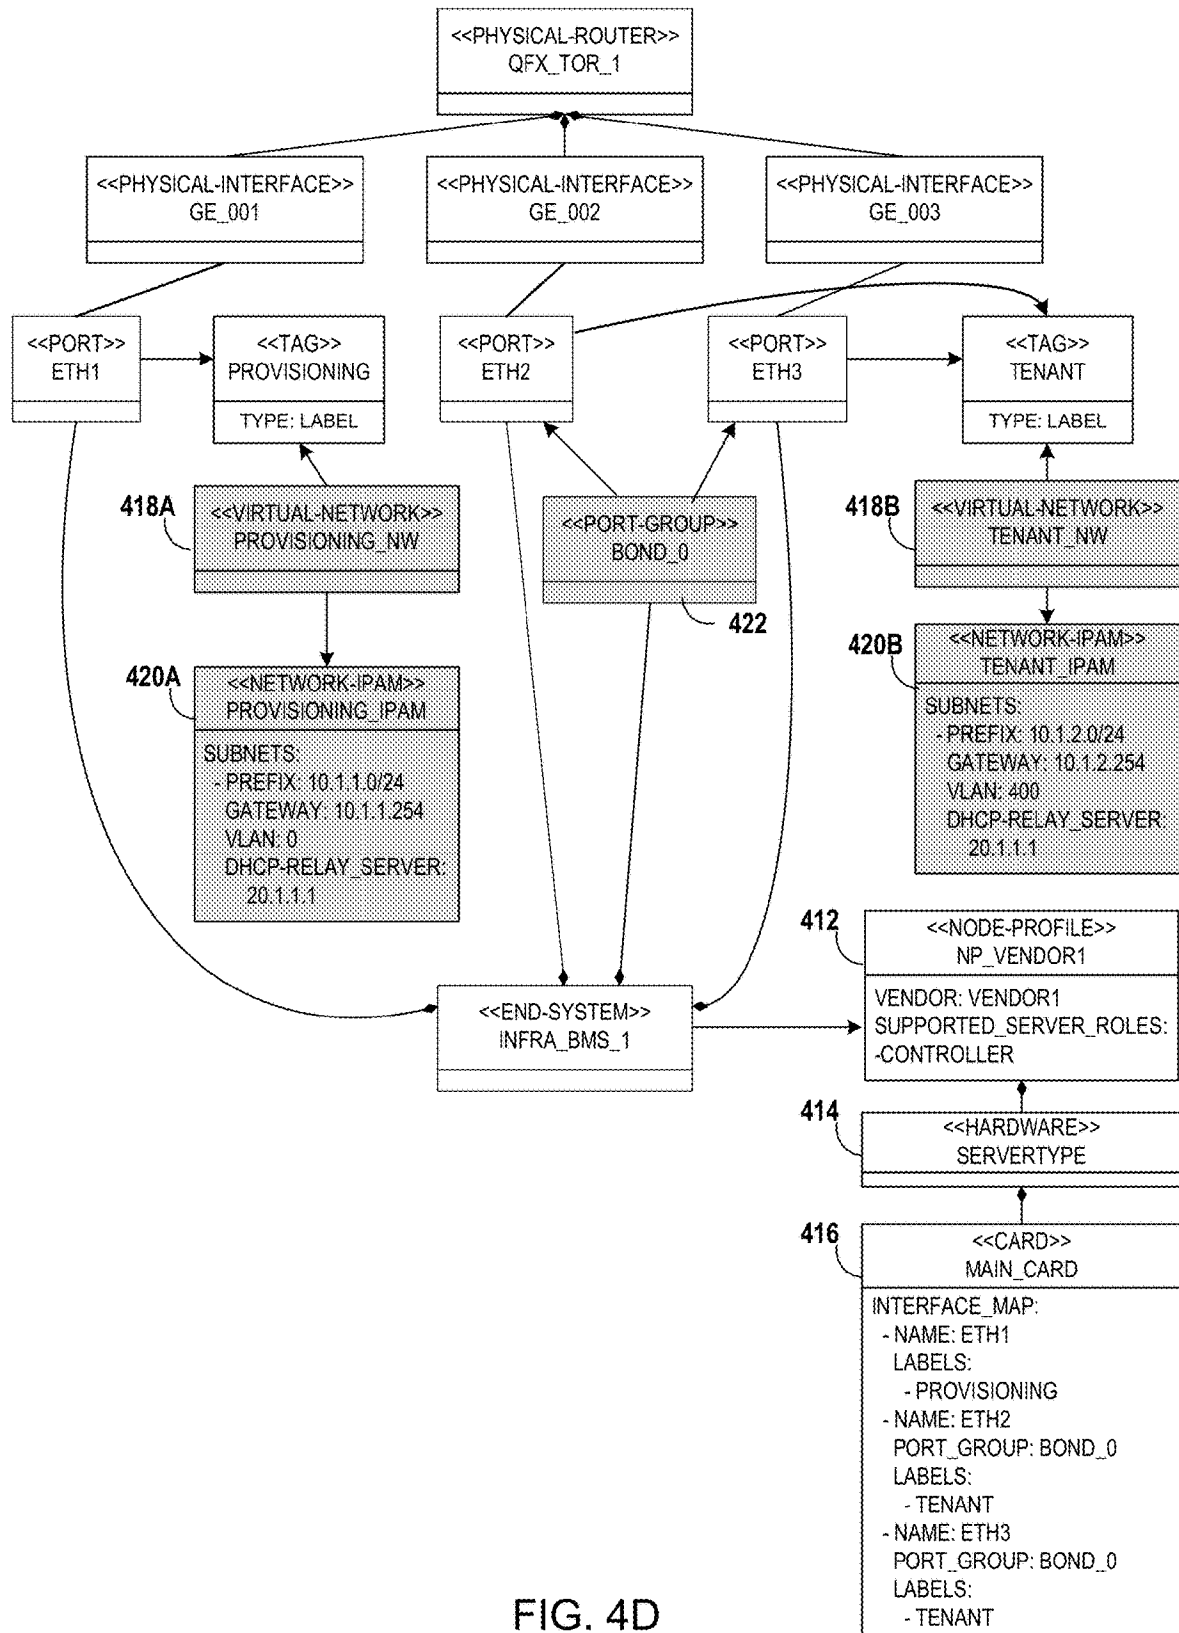 <<PHYSICAL-ROUTER>>
QFX_TOR_1
<<PHYSICAL-INTERFACE>>
GE_001
<<PHYSICAL-INTERFACE>>
GE_002
<<PHYSICAL-INTERFACE>>
GE_003
<<PORT>>
ETH1
<<TAG>>
PROVISIONING
TYPE: LABEL
<<PORT>>
ETH2
<<PORT>>
ETH3
<<TAG>>
TENANT
TYPE: LABEL
418A
<<VIRTUAL-NETWORK>>
PROVISIONING_NW
<<PORT-GROUP>>
BOND_0
422
418B
<<VIRTUAL-NETWORK>>
TENANT_NW
420A
<<NETWORK-IPAM>>
PROVISIONING_IPAM
SUBNETS:
- PREFIX: 10.1.1.0/24
GATEWAY: 10.1.1.254
VLAN: 0
DHCP-RELAY_SERVER:
20.1.1.1
420B
<<NETWORK-IPAM>>
TENANT_IPAM
SUBNETS:
- PREFIX: 10.1.2.0/24
GATEWAY: 10.1.2.254
VLAN: 400
DHCP-RELAY_SERVER:
20.1.1.1
<<END-SYSTEM>>
INFRA_BMS_1
412
<<NODE-PROFILE>>
NP_VENDOR1
VENDOR: VENDOR1
SUPPORTED_SERVER_ROLES:
-CONTROLLER
414
<<HARDWARE>>
SERVERTYPE
416
<<CARD>>
MAIN_CARD
INTERFACE_MAP:
- NAME: ETH1
LABELS:
- PROVISIONING
- NAME: ETH2
PORT_GROUP: BOND_0
LABELS:
- TENANT
- NAME: ETH3
PORT_GROUP: BOND_0
LABELS:
- TENANT
FIG. 4D